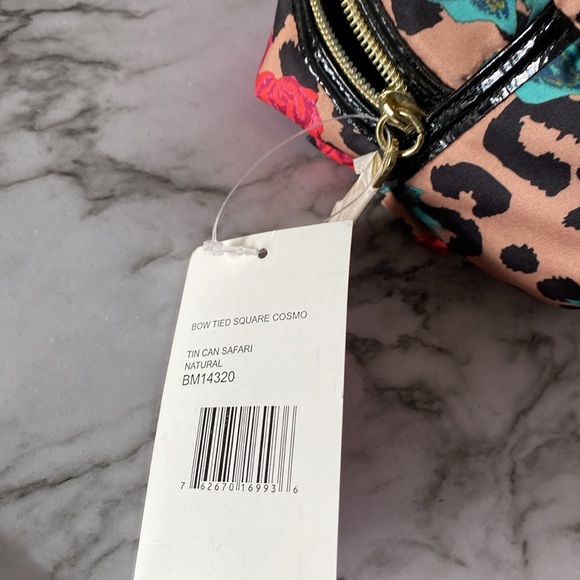 BOW TIED SQUARE COSMO
TIN CAN SAFARI
NATURAL
BM14320
7 62670 16993 6